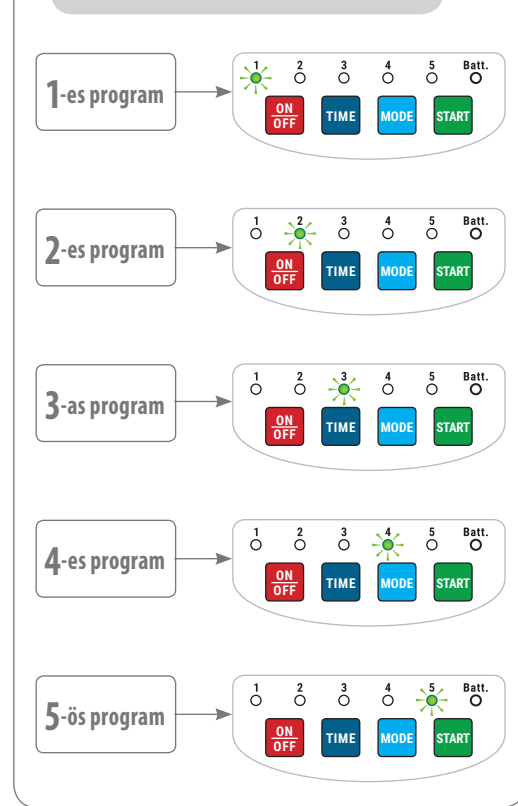 1-es program
1 2 3 4 5 Batt.
ON
OFF
TIME MODE START
2-es program
1 2 3 4 5 Batt.
ON
OFF
TIME MODE START
3-as program
1 2 3 4 5 Batt.
ON
OFF
TIME MODE START
4-es program
1 2 3 4 5 Batt.
ON
OFF
TIME MODE START
5-ös program
1 2 3 4 5 Batt.
ON
OFF
TIME MODE START